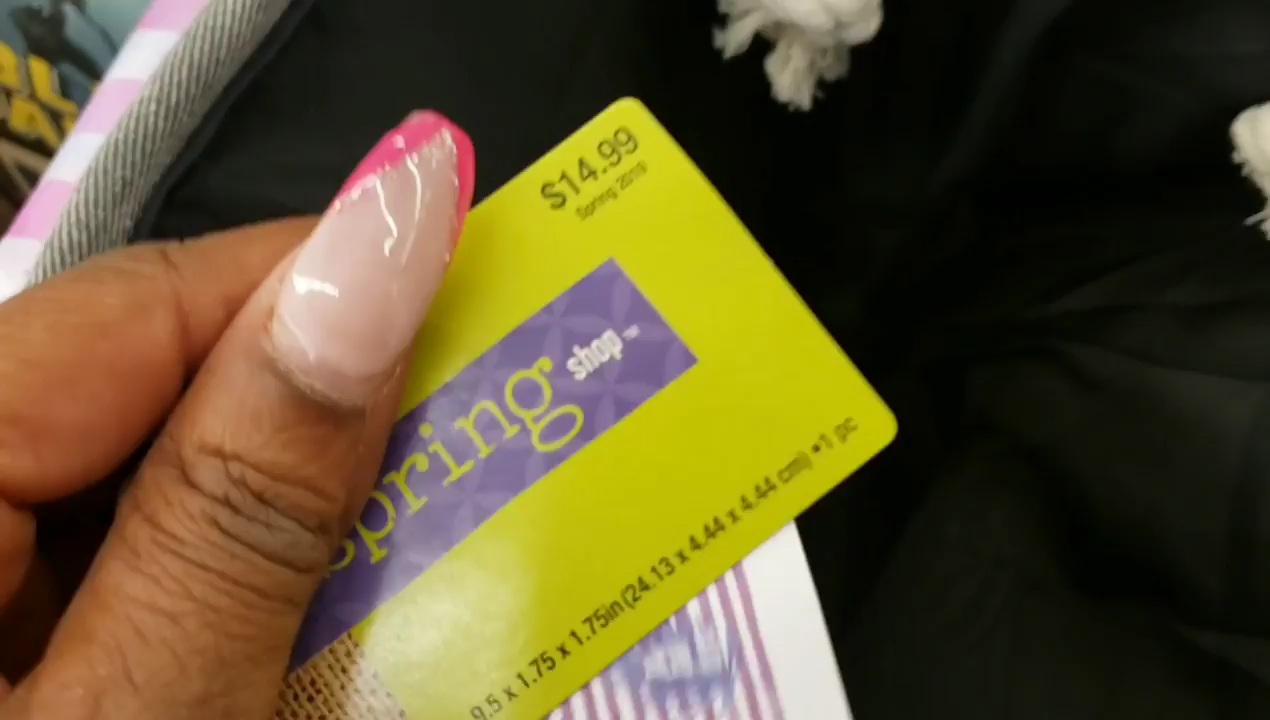 $14.99
Spring 2019
spring shop™
9.5 x 1.75 x 1.75in (24.13 x 4.44 x 4.44 cm) • 1 pc